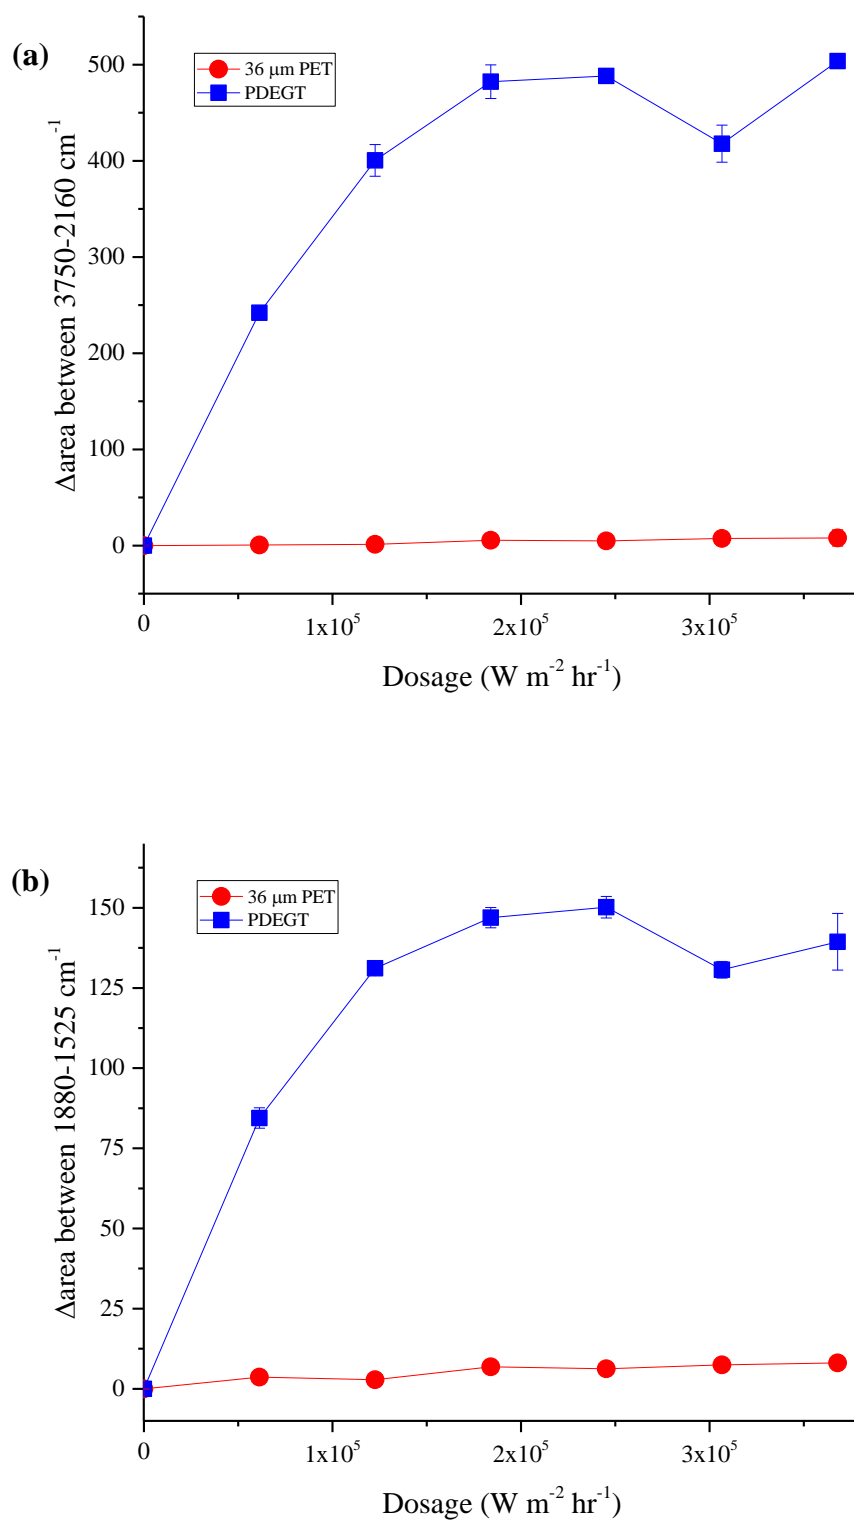 (a)
36 μm PET
PDEGT
500
400
300
200
100
0
Δarea between 3750-2160 cm⁻¹
0 1x10⁵ 2x10⁵ 3x10⁵
Dosage (W m⁻² hr⁻¹)
(b)
36 μm PET
PDEGT
150
125
100
75
50
25
0
Δarea between 1880-1525 cm⁻¹
0 1x10⁵ 2x10⁵ 3x10⁵
Dosage (W m⁻² hr⁻¹)